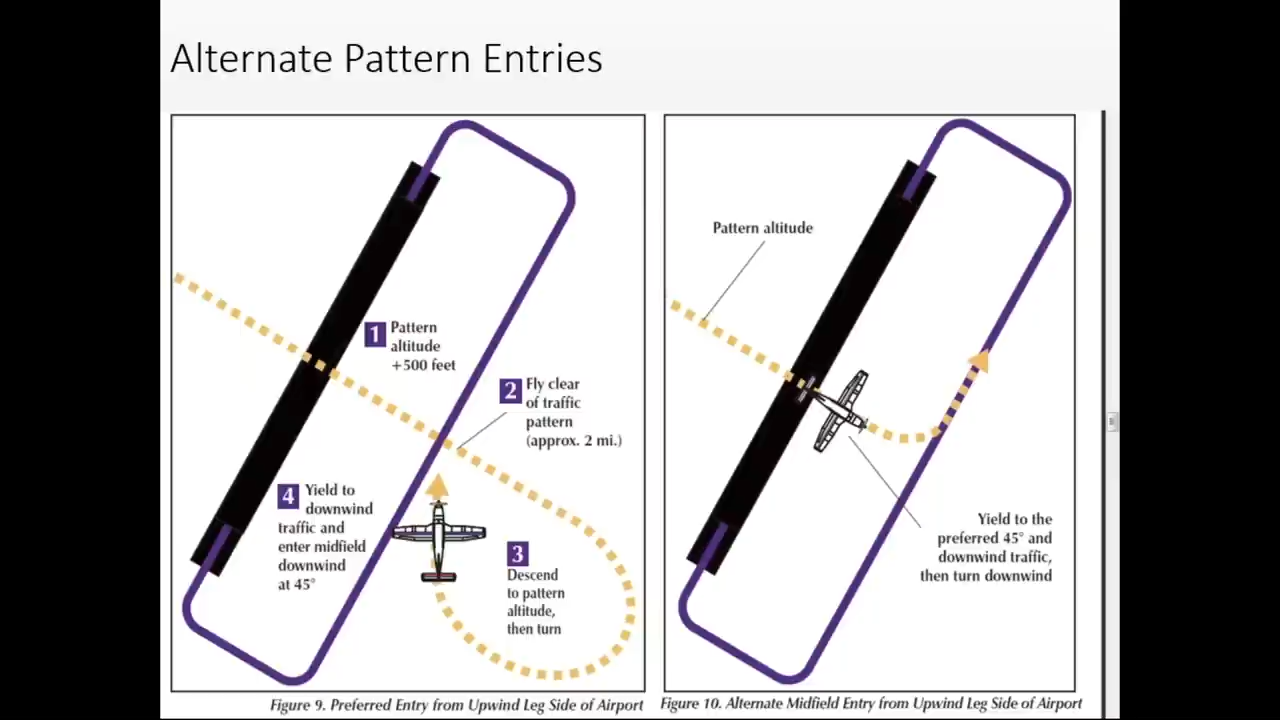 Alternate Pattern Entries
1 Pattern
altitude
+500 feet
2 Fly clear
of traffic
pattern
(approx. 2 mi.)
4 Yield to
downwind
traffic and
enter midfield
downwind
at 45°
3
Descend
to pattern
altitude,
then turn
Figure 9. Preferred Entry from Upwind Leg Side of Airport
Pattern altitude
Yield to the
preferred 45° and
downwind traffic,
then turn downwind
Figure 10. Alternate Midfield Entry from Upwind Leg Side of Airport